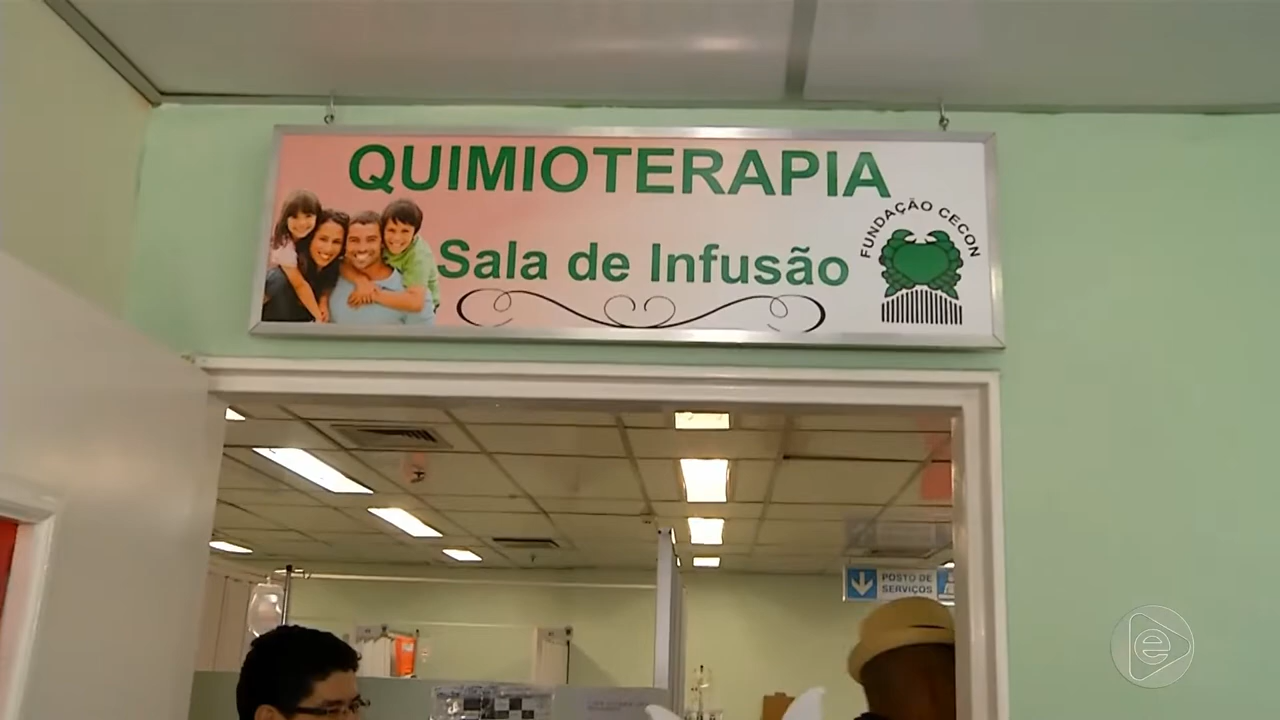 QUIMIOTERAPIA
Sala de Infusão
FUNDAÇÃO CECON
POSTO DE
SERVIÇOS
e